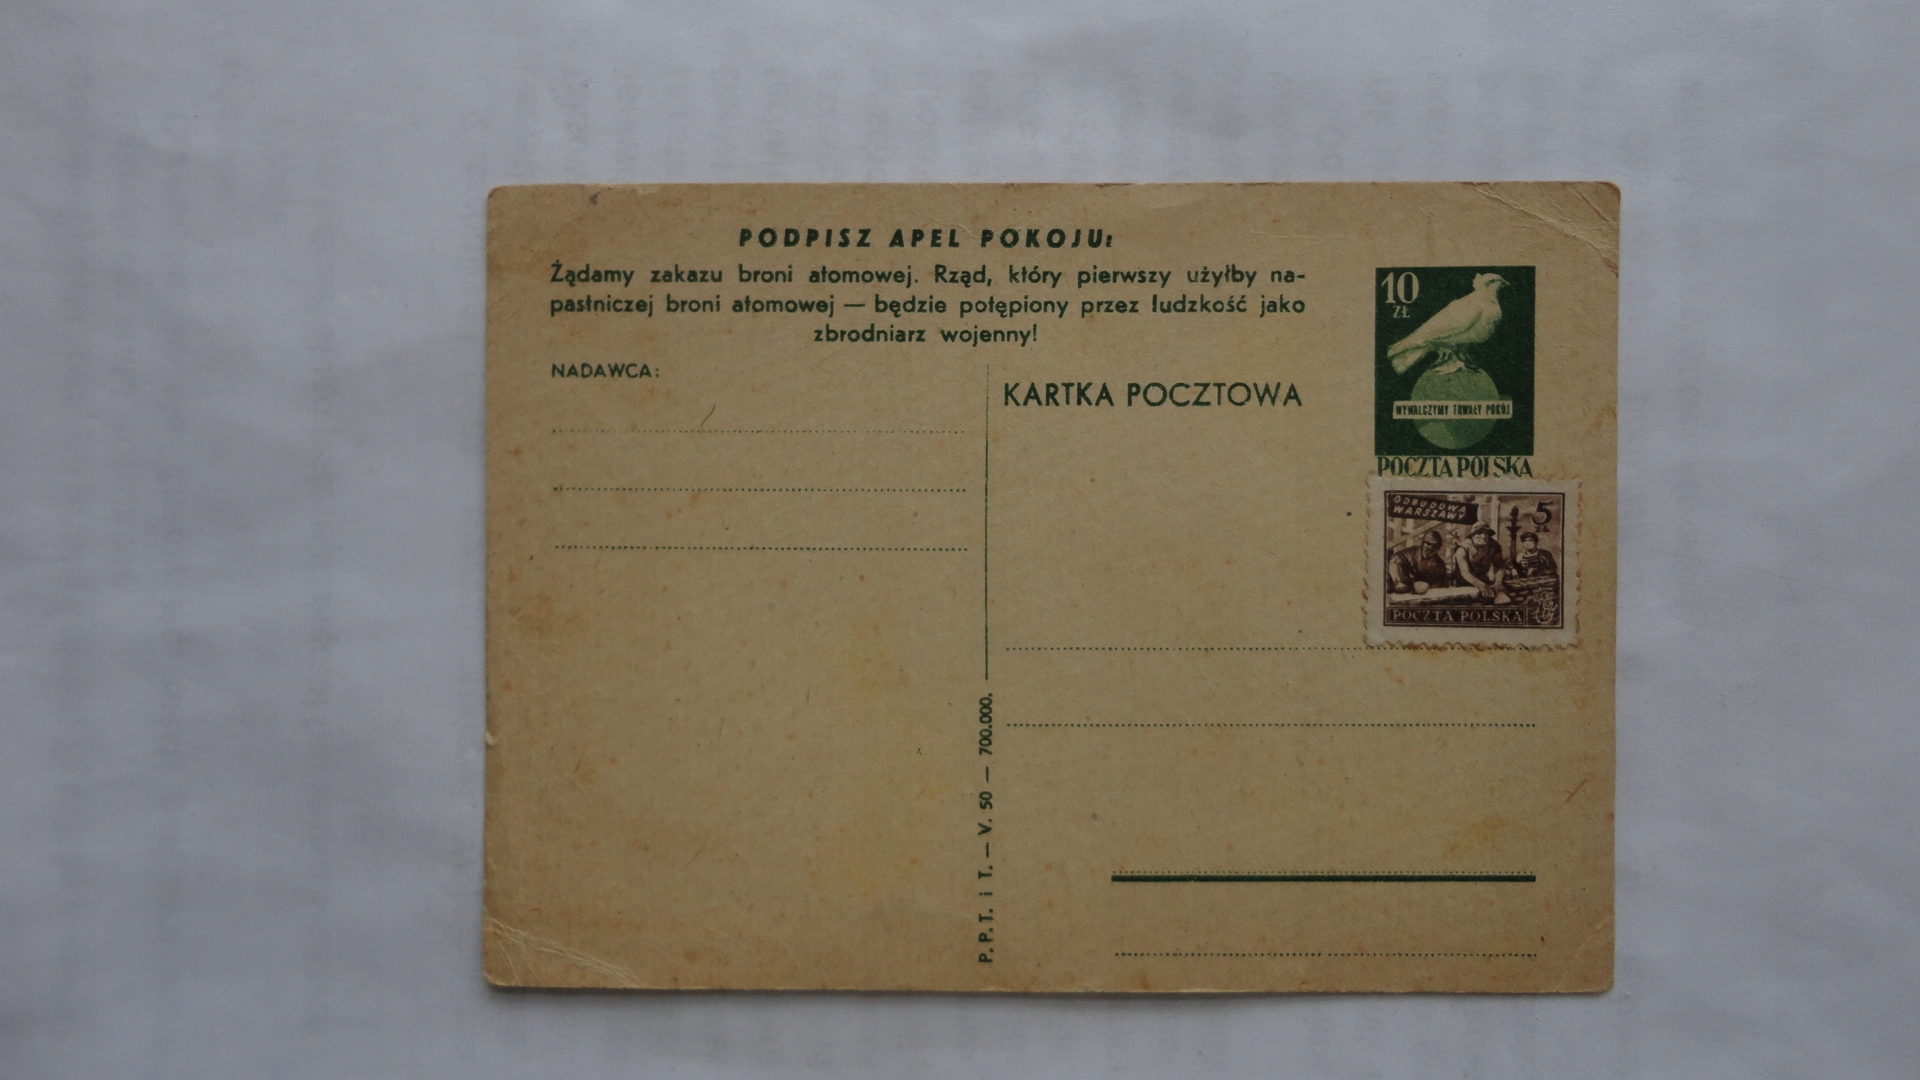 PODPISZ APEL POKOJU:
Żądamy zakazu broni atomowej. Rząd, który pierwszy użyłby na-
pastniczej broni atomowej — będzie potępiony przez ludzkość jako
zbrodniarz wojenny!
NADAWCA:
KARTKA POCZTOWA
10
ZŁ
WYWALCZYMY TRWAŁY POKÓJ
POCZTA POLSKA
ODBUDOWA
WARSZAWY
5
ZŁ
POCZTA POLSKA
P. P. T. i T. — V. 50 — 700.000.